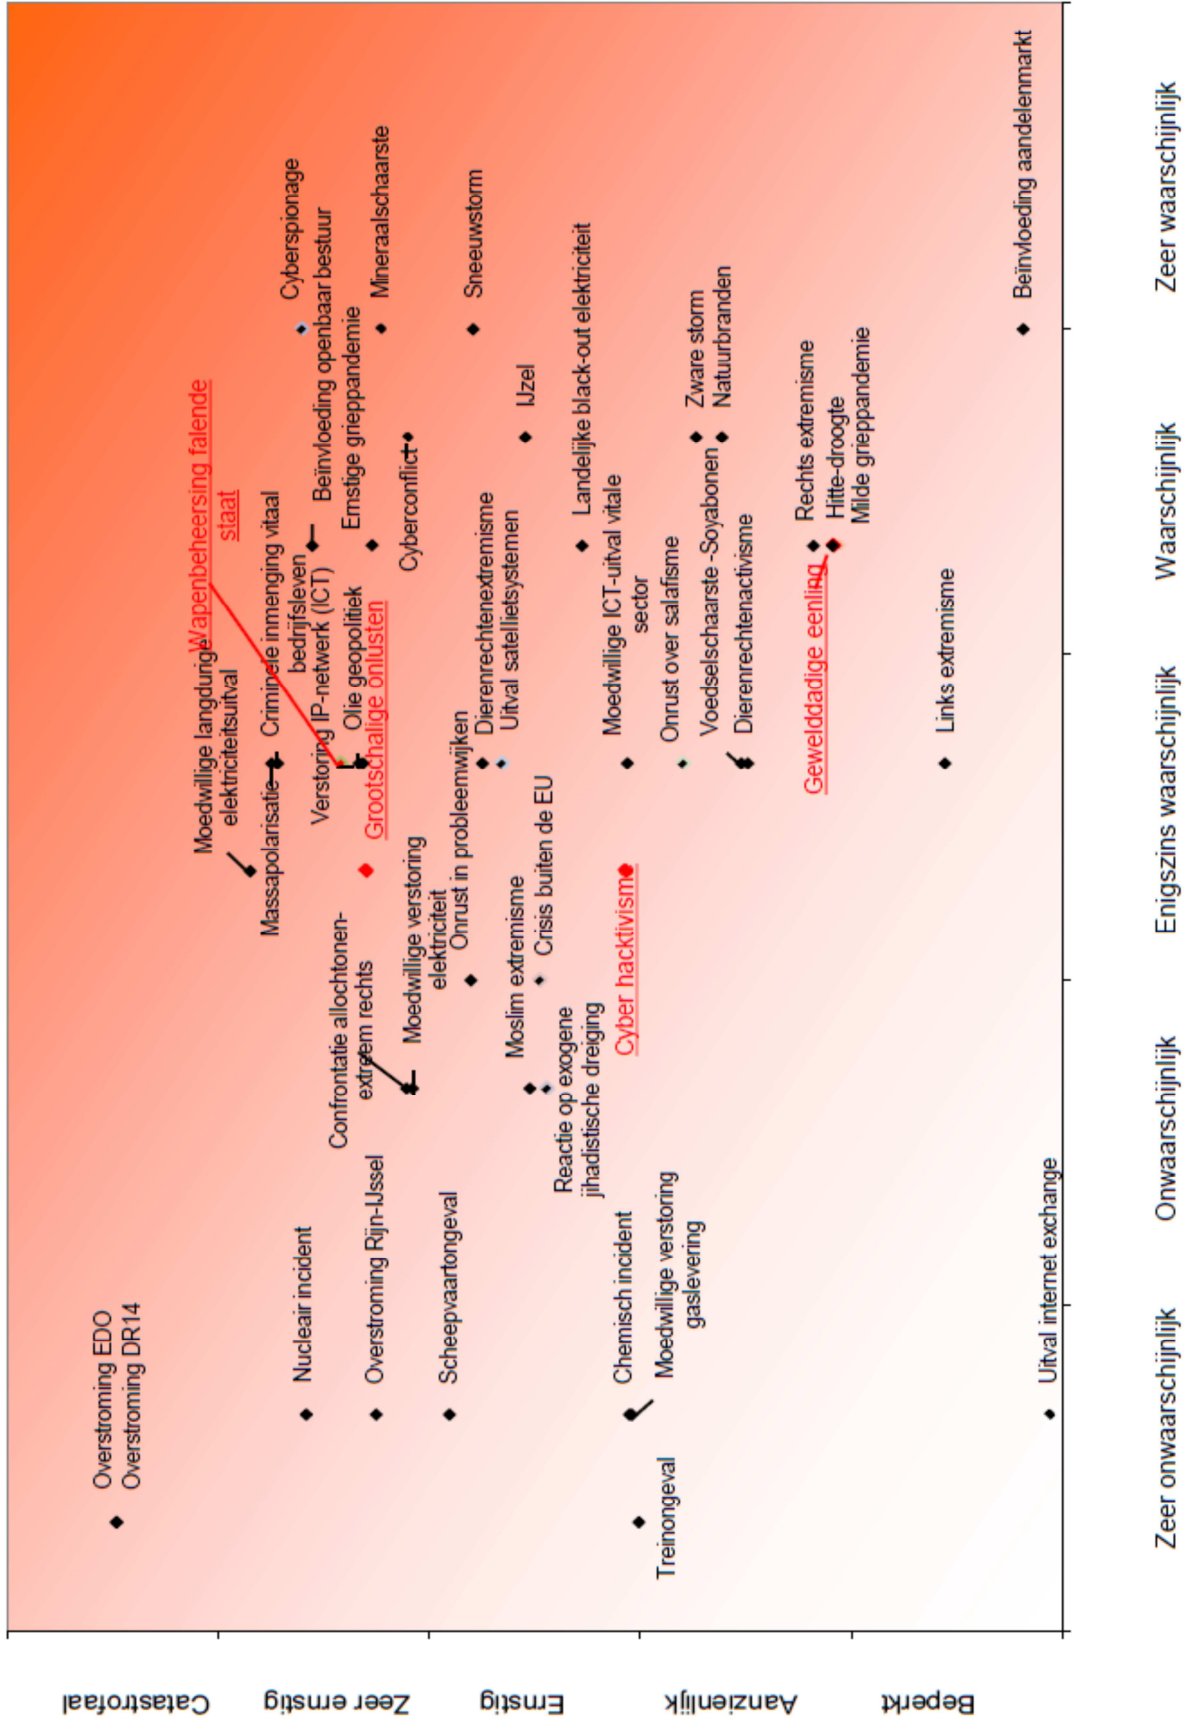 Catastrofaal
Zeer ernstig
Ernstig
Aanzienlijk
Beperkt
Overstroming EDO
Overstroming DR14
Nucleair incident
Overstroming Rijn-IJssel
Scheepvaartongeval
Chemisch incident
Moedwillige verstoring
gaslevering
Treinongeval
Uitval internet exchange
Confrontatie allochtonen-
extreem rechts
Moedwillige verstoring
elektriciteit
Onrust in probleemwijken
Moslim extremisme
Crisis buiten de EU
Reactie op exogene
jihadistische dreiging
Cyber hacktivisme
Moedwillige langdurige
elektriciteitsuitval
Massapolarisatie
Wapenbeheersing falende
staat
Criminele inmenging vitaal
bedrijfsleven
Verstoring IP-netwerk (ICT)
Olie geopolitiek
Grootschalige onlusten
Dierenrechtenextremisme
Uitval satellietsystemen
Moedwillige ICT-uitval vitale
sector
Onrust over salafisme
Voedselschaarste -Soyabonen
Dierenrechtenactivisme
Gewelddadige eenling
Links extremisme
Cyberspionage
Beïnvloeding openbaar bestuur
Ernstige grieppandemie
Mineraalschaarste
Cyberconflict
Sneeuwstorm
IJzel
Landelijke black-out elektriciteit
Zware storm
Natuurbranden
Rechts extremisme
Hitte-droogte
Milde grieppandemie
Beïnvloeding aandelenmarkt
Zeer onwaarschijnlijk
Onwaarschijnlijk
Enigszins waarschijnlijk
Waarschijnlijk
Zeer waarschijnlijk